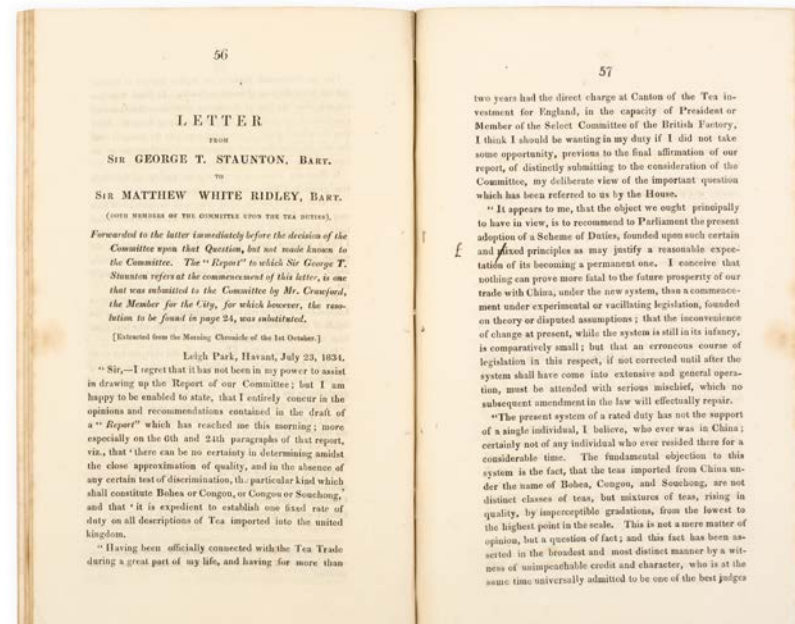 56
LETTER
FROM
SIR GEORGE T. STAUNTON, BART.
TO
SIR MATTHEW WHITE RIDLEY, BART.
(BOTH MEMBERS OF THE COMMITTEE UPON THE TEA DUTIES),
Forwarded to the latter immediately before the decision of the
Committee upon that Question, but not made known to
the Committee. The "Report" to which Sir George T.
Staunton refers at the commencement of this letter, is one
that was submitted to the Committee by Mr. Crawford,
the Member for the City, for which however, the reso-
lution to be found in page 24, was substituted.
[Extracted from the Morning Chronicle of the 1st October.]
Leigh Park, Havant, July 23, 1834.
"Sir,—I regret that it has not been in my power to assist
in drawing up the Report of our Committee; but I am
happy to be enabled to state, that I entirely concur in the
opinions and recommendations contained in the draft of
a "Report" which has reached me this morning; more
especially on the 6th and 24th paragraphs of that report,
viz., that 'there can be no certainty in determining amidst
the close approximation of quality, and in the absence of
any certain test of discrimination, the particular kind which
shall constitute Bohea or Congou, or Congou or Souchong,
and that 'it is expedient to establish one fixed rate of
duty on all descriptions of Tea imported into the united
kingdom.
"Having been officially connected with the Tea Trade
during a great part of my life, and having for more than
57
two years had the direct charge at Canton of the Tea in-
vestment for England, in the capacity of President or
Member of the Select Committee of the British Factory,
I think I should be wanting in my duty if I did not take
some opportunity, previous to the final affirmation of our
report, of distinctly submitting to the consideration of the
Committee, my deliberate view of the important question
which has been referred to us by the House.
"It appears to me, that the object we ought principally
to have in view, is to recommend to Parliament the present
adoption of a Scheme of Duties, founded upon such certain
f and mixed principles as may justify a reasonable expec-
tation of its becoming a permanent one. I conceive that
nothing can prove more fatal to the future prosperity of our
trade with China, under the new system, than a commence-
ment under experimental or vacillating legislation, founded
on theory or disputed assumptions; that the inconvenience
of change at present, while the system is still in its infancy,
is comparatively small; but that an erroneous course of
legislation in this respect, if not corrected until after the
system shall have come into extensive and general opera-
tion, must be attended with serious mischief, which no
subsequent amendment in the law will effectually repair.
"The present system of a rated duty has not the support
of a single individual, I believe, who ever was in China;
certainly not of any individual who ever resided there for a
considerable time. The fundamental objection to this
system is the fact, that the teas imported from China un-
der the name of Bohea, Congou, and Souchong, are not
distinct classes of teas, but mixtures of teas, rising in
quality, by imperceptible gradations, from the lowest to
the highest point in the scale. This is not a mere matter of
opinion, but a question of fact; and this fact has been as-
serted in the broadest and most distinct manner by a wit-
ness of unimpeachable credit and character, who is at the
same time universally admitted to be one of the best judges